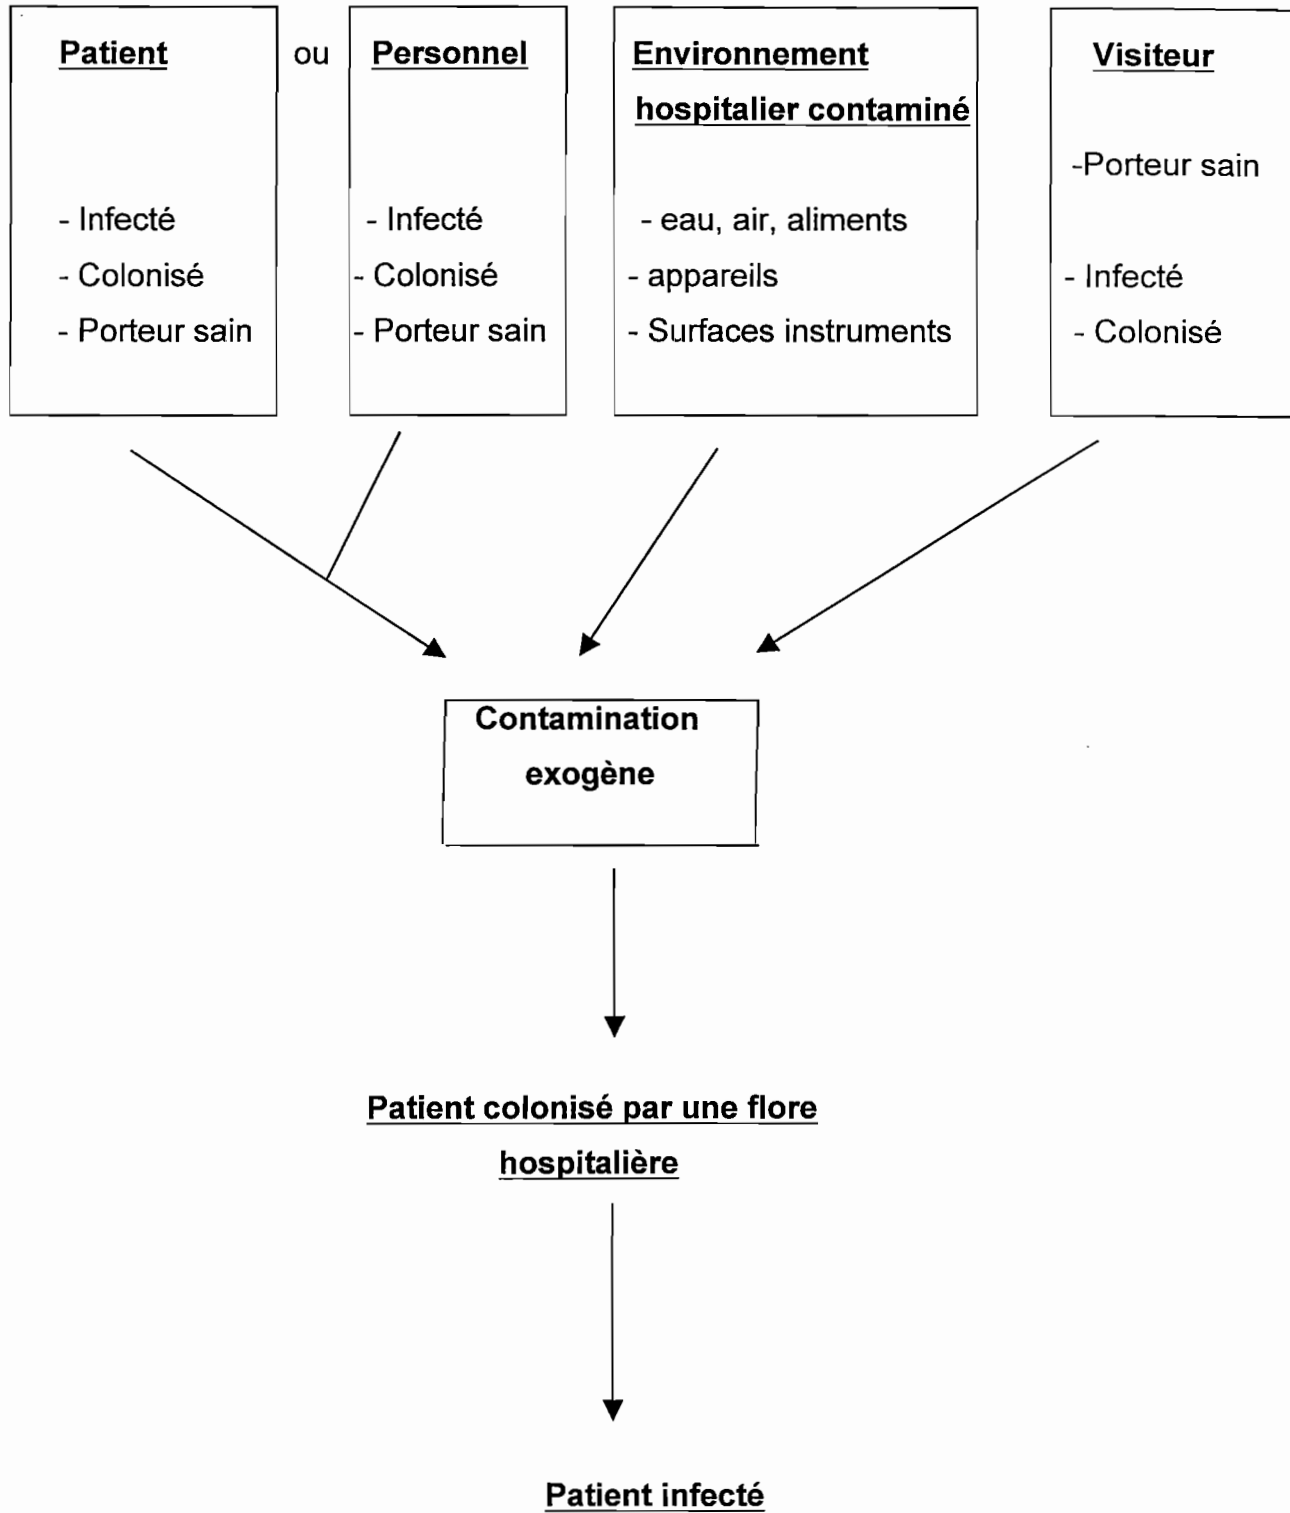 Patient
- Infecté
- Colonisé
- Porteur sain
ou
Personnel
- Infecté
- Colonisé
- Porteur sain
Environnement
hospitalier contaminé
- eau, air, aliments
- appareils
- Surfaces instruments
Visiteur
-Porteur sain
- Infecté
- Colonisé
Contamination
exogène
Patient colonisé par une flore
hospitalière
Patient infecté